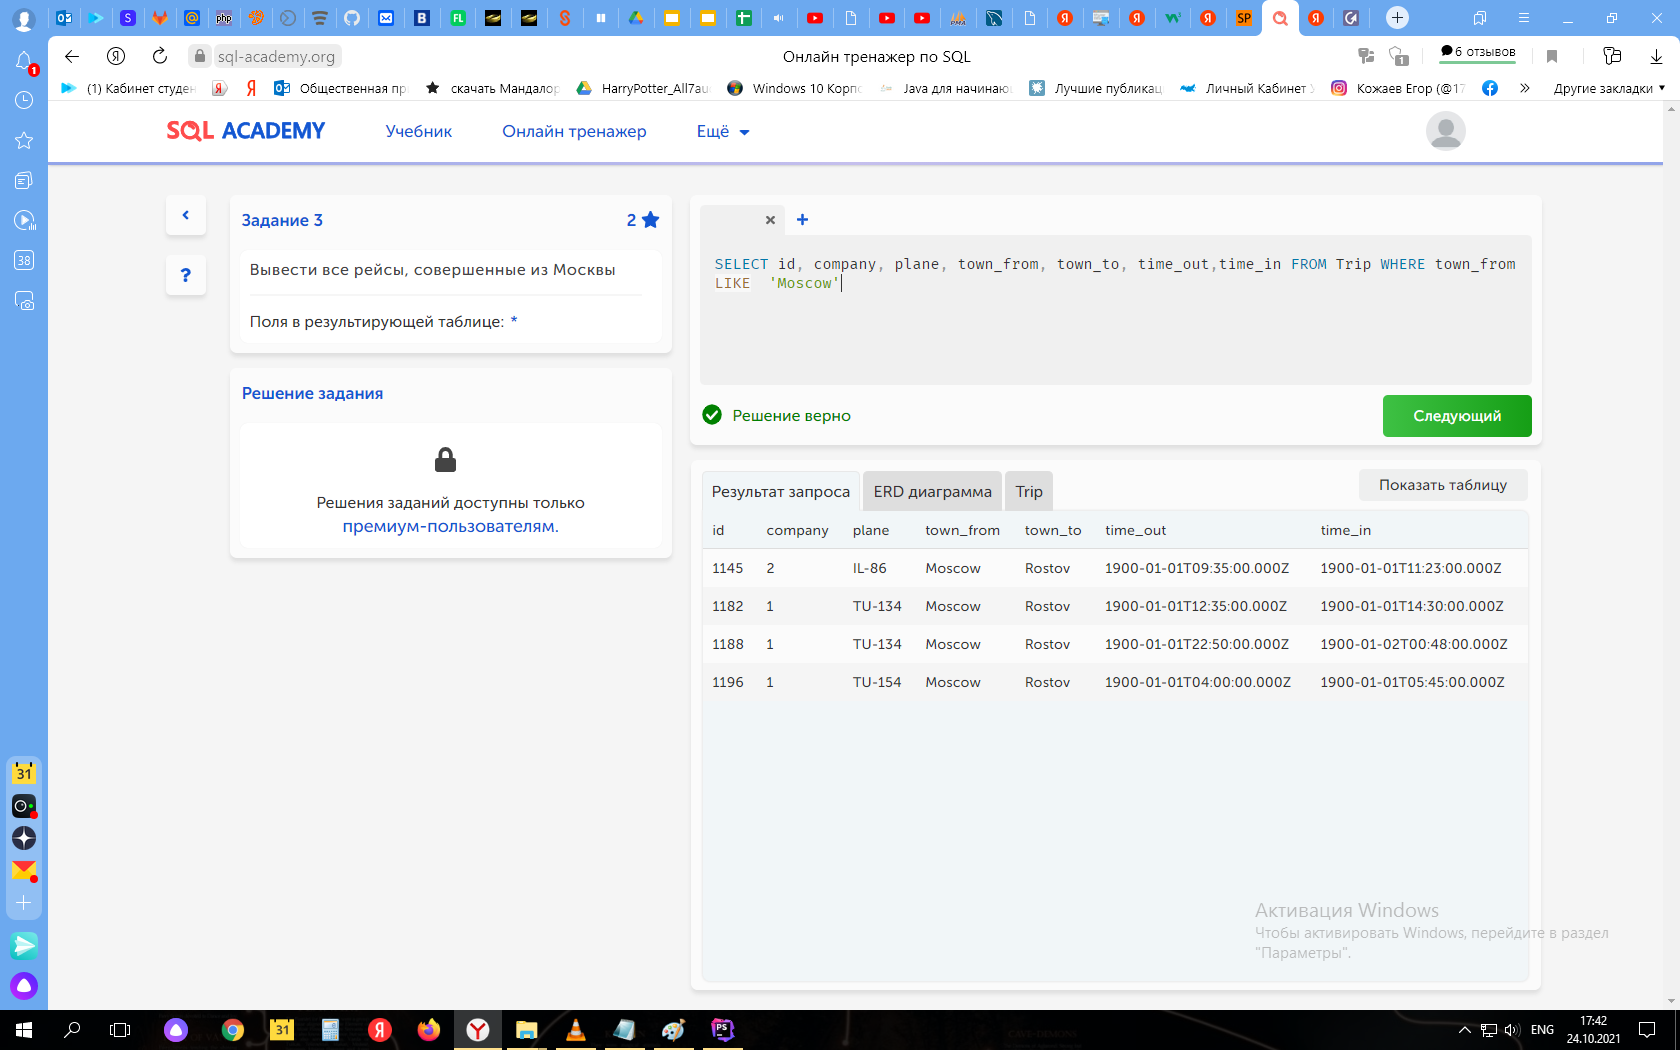 sql-academy.org
Онлайн тренажер по SQL
6 отзывов
1
1
(1) Кабинет студен
Общественная пр
скачать Мандалор
HarryPotter_All7au
Windows 10 Корпо
Java для начинаю
Лучшие публикац
Личный Кабинет
Кожаев Егор (@17
Другие закладки
SQL ACADEMY
Учебник
Онлайн тренажер
Ещё
Задание 3
2
Вывести все рейсы, совершенные из Москвы
Поля в результирующей таблице: *
?
38
Решение задания
Решения заданий доступны только
премиум-пользователям.
SELECT id, company, plane, town_from, town_to, time_out,time_in FROM Trip WHERE town_from
LIKE  'Moscow'
Решение верно
Следующий
Результат запроса
ERD диаграмма
Trip
Показать таблицу
id company plane town_from town_to time_out time_in
1145 2 IL-86 Moscow Rostov 1900-01-01T09:35:00.000Z 1900-01-01T11:23:00.000Z
1182 1 TU-134 Moscow Rostov 1900-01-01T12:35:00.000Z 1900-01-01T14:30:00.000Z
1188 1 TU-134 Moscow Rostov 1900-01-01T22:50:00.000Z 1900-01-02T00:48:00.000Z
1196 1 TU-154 Moscow Rostov 1900-01-01T04:00:00.000Z 1900-01-01T05:45:00.000Z
31
Активация Windows
Чтобы активировать Windows, перейдите в раздел
"Параметры".
31
ENG
17:42
24.10.2021